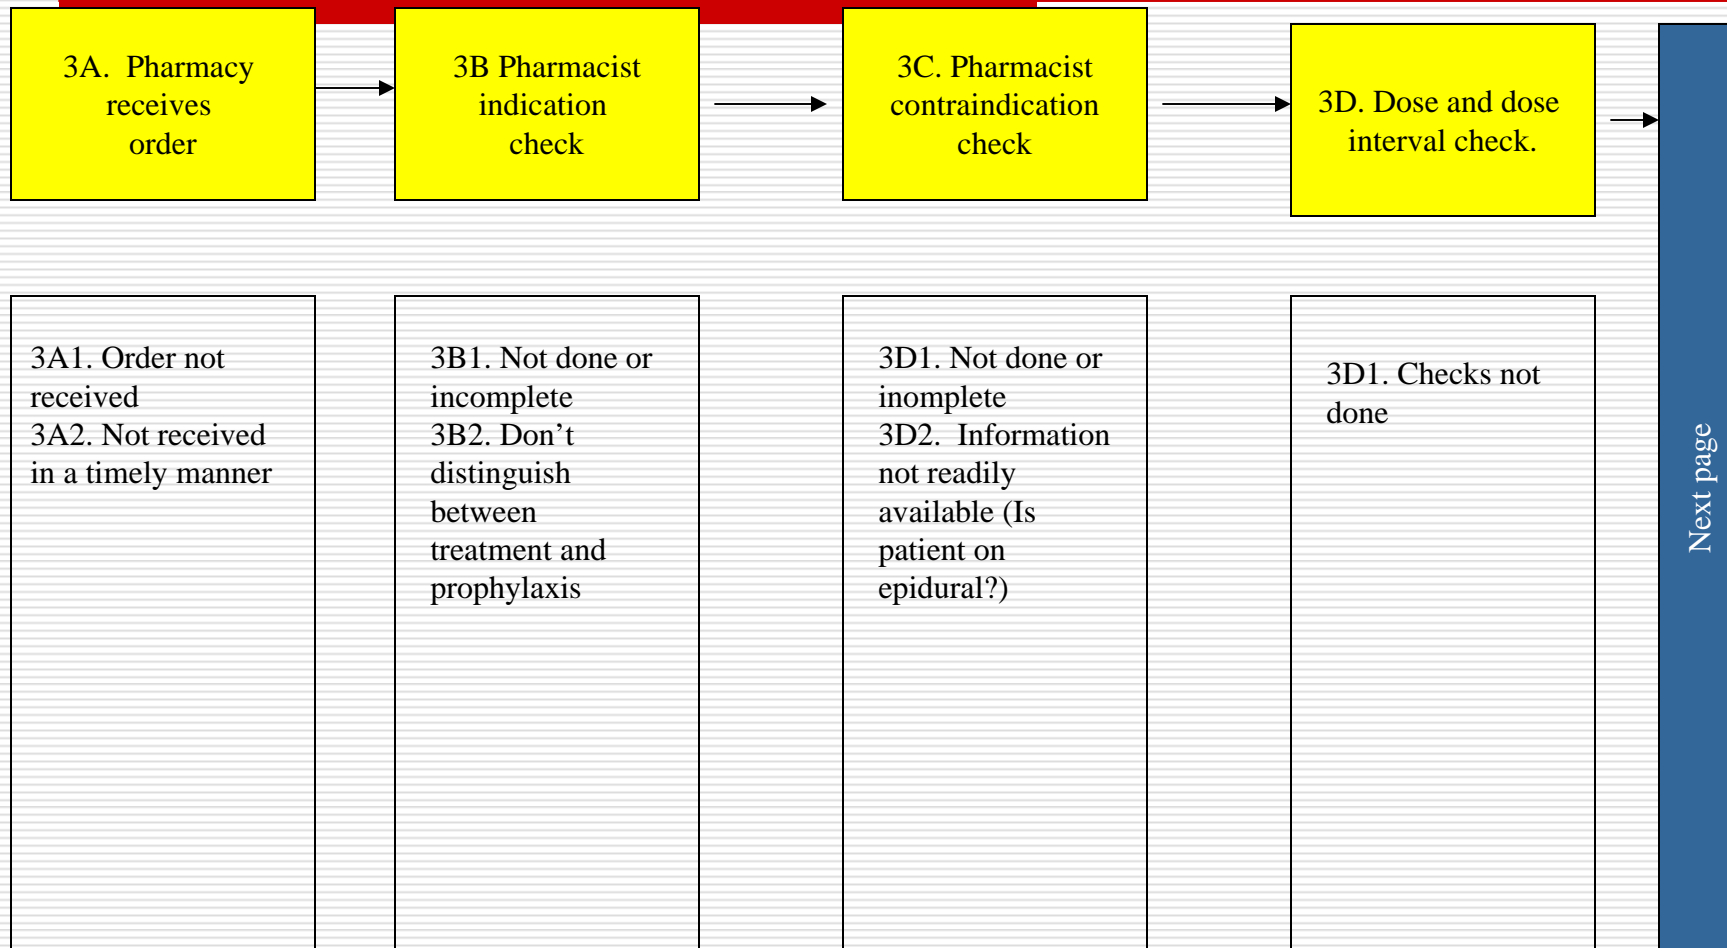 3A. Pharmacy
receives
order
3B Pharmacist
indication
check
3C. Pharmacist
contraindication
check
3D. Dose and dose
interval check.
3A1. Order not
received
3A2. Not received
in a timely manner
3B1. Not done or
incomplete
3B2. Don’t
distinguish
between
treatment and
prophylaxis
3D1. Not done or
inomplete
3D2. Information
not readily
available (Is
patient on
epidural?)
3D1. Checks not
done
Next page